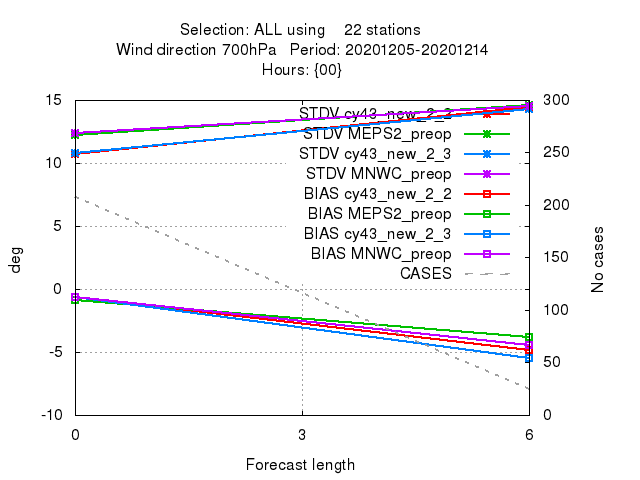 Selection: ALL using 22 stations
Wind direction 700hPa Period: 20201205-20201214
Hours: {00}
15
10
5
0
-5
-10
deg
300
250
200
150
100
50
0
No cases
STDV cy43_new_2_2
STDV MEPS2_preop
STDV cy43_new_2_3
STDV MNWC_preop
BIAS cy43_new_2_2
BIAS MEPS2_preop
BIAS cy43_new_2_3
BIAS MNWC_preop
CASES
0 3 6
Forecast length